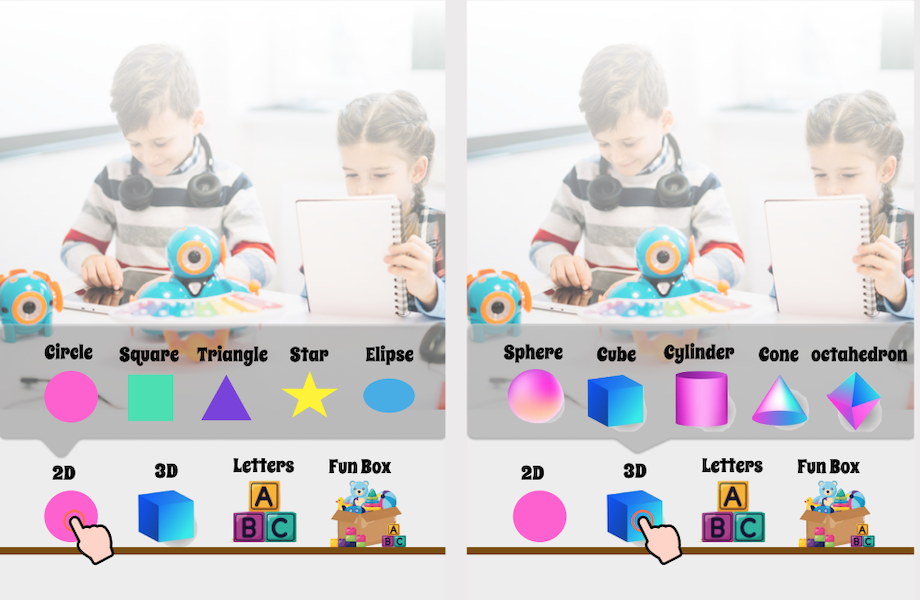 Circle Square Triangle Star Elipse
2D 3D Letters Fun Box
A
B C
A
B C
Sphere Cube Cylinder Cone octahedron
2D 3D Letters Fun Box
A
B C
A
B C